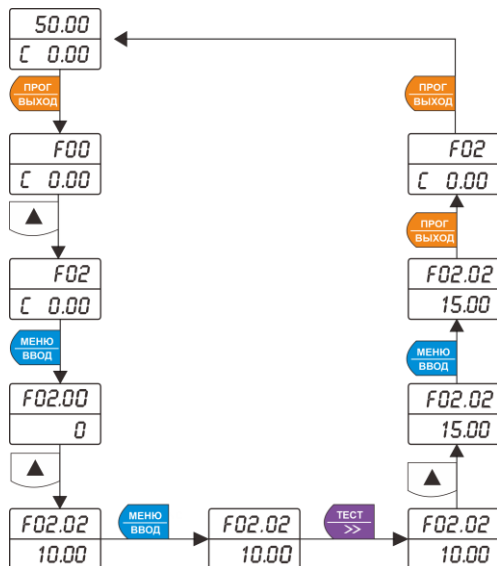 50.00
C 0.00
ПРОГ
ВЫХОД
F00
C 0.00
F02
C 0.00
МЕНЮ
ВВОД
F02.00
0
F02.02
10.00
МЕНЮ
ВВОД
F02.02
10.00
ТЕСТ
>>
F02.02
10.00
F02.02
15.00
МЕНЮ
ВВОД
F02.02
15.00
ПРОГ
ВЫХОД
F02
C 0.00
ПРОГ
ВЫХОД